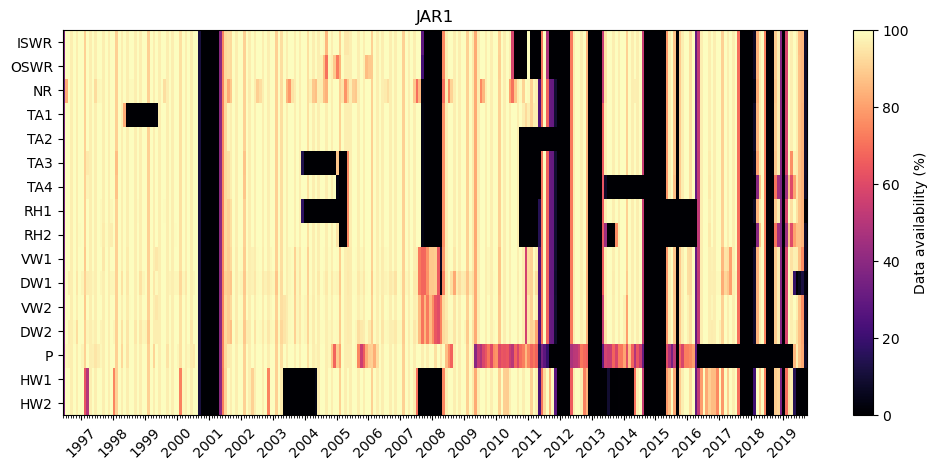 JAR1
ISWR
OSWR
NR
TA1
TA2
TA3
TA4
RH1
RH2
VW1
DW1
VW2
DW2
P
HW1
HW2
1997
1998
1999
2000
2001
2002
2003
2004
2005
2006
2007
2008
2009
2010
2011
2012
2013
2014
2015
2016
2017
2018
2019
100
80
60
40
20
0
Data availability (%)